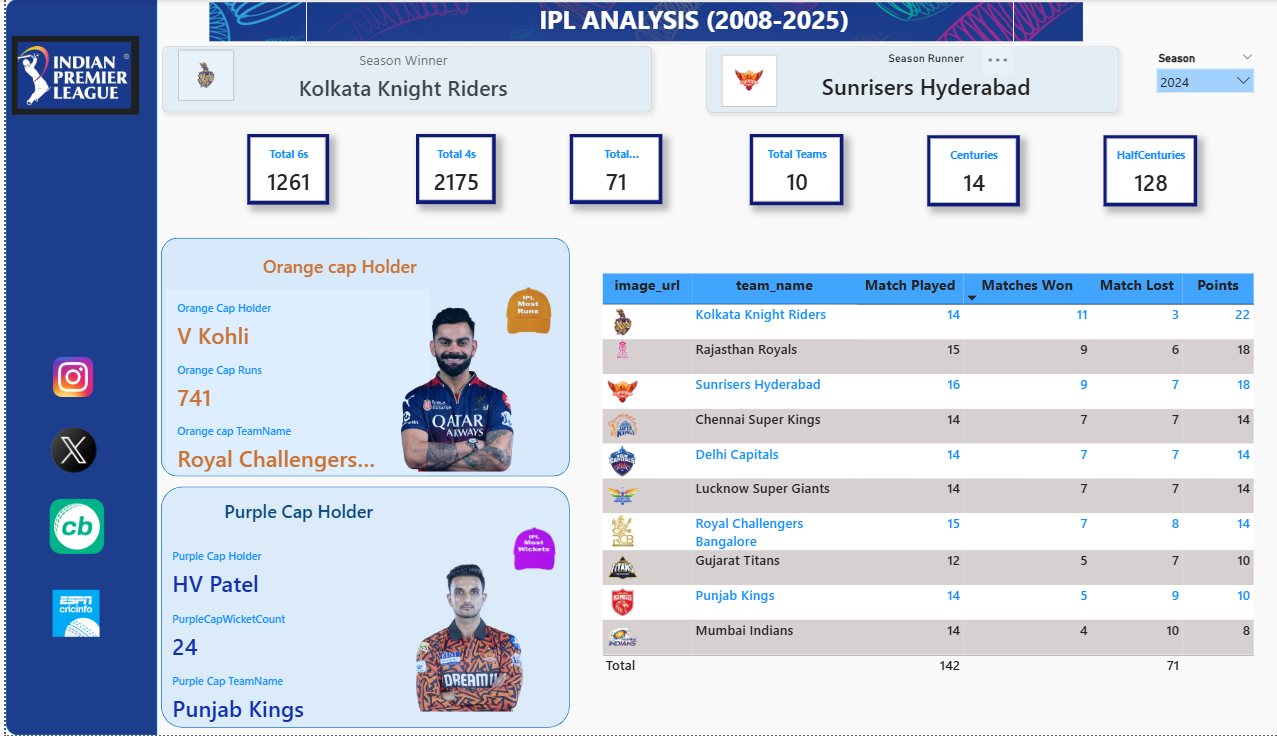 IPL ANALYSIS (2008-2025)
INDIAN
PREMIER
LEAGUE
®
Season Winner
Kolkata Knight Riders
Season Runner
Sunrisers Hyderabad
Season
2024
Total 6s
1261
Total 4s
2175
Total...
71
Total Teams
10
Centuries
14
HalfCenturies
128
Orange cap Holder
IPL
Most
Runs
Orange Cap Holder
V Kohli
Orange Cap Runs
741
Orange cap TeamName
Royal Challengers...
QATAR
AIRWAYS
Purple Cap Holder
IPL
Most
Wickets
Purple Cap Holder
HV Patel
PurpleCapWicketCount
24
Purple Cap TeamName
Punjab Kings
DREAM11
cb
ESPN
cricinfo
image_url team_name Match Played Matches Won Match Lost Points
Kolkata Knight Riders 14 11 3 22
Rajasthan Royals 15 9 6 18
Sunrisers Hyderabad 16 9 7 18
Chennai Super Kings 14 7 7 14
Delhi Capitals 14 7 7 14
Lucknow Super Giants 14 7 7 14
Royal Challengers 15 7 8 14
Bangalore
RCB
Gujarat Titans 12 5 7 10
TITANS
Punjab Kings 14 5 9 10
KINGS
Mumbai Indians 14 4 10 8
INDIANS
Total 142 71